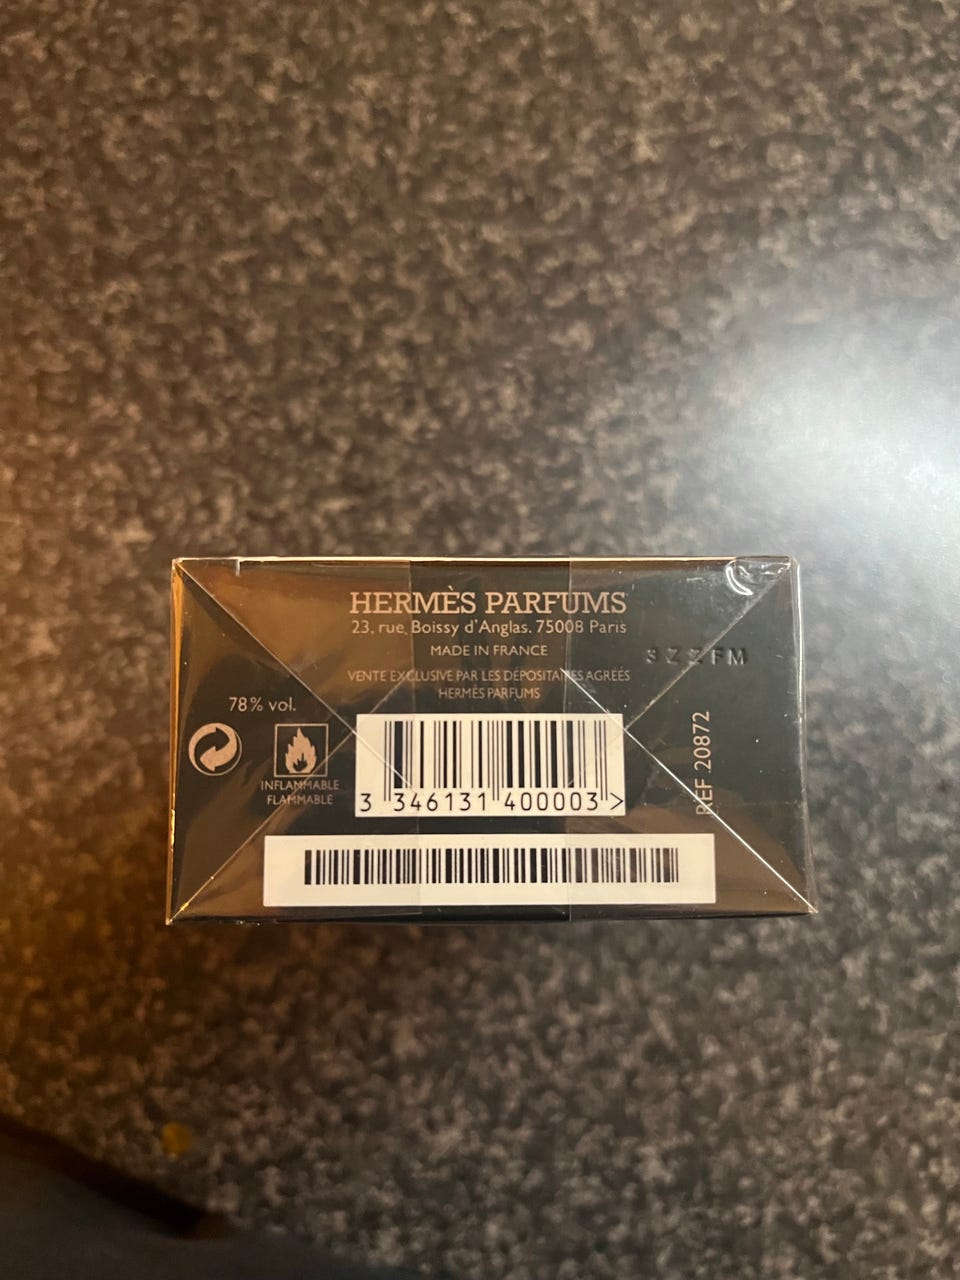 HERMÈS PARFUMS
23, rue Boissy d'Anglas. 75008 Paris
MADE IN FRANCE
VENTE EXCLUSIVE PAR LES DÉPOSITAIRES AGRÉÉS
HERMÈS PARFUMS
3ZZFM
78% vol.
INFLAMMABLE
FLAMMABLE
3 346131 400003 >
REF 20872